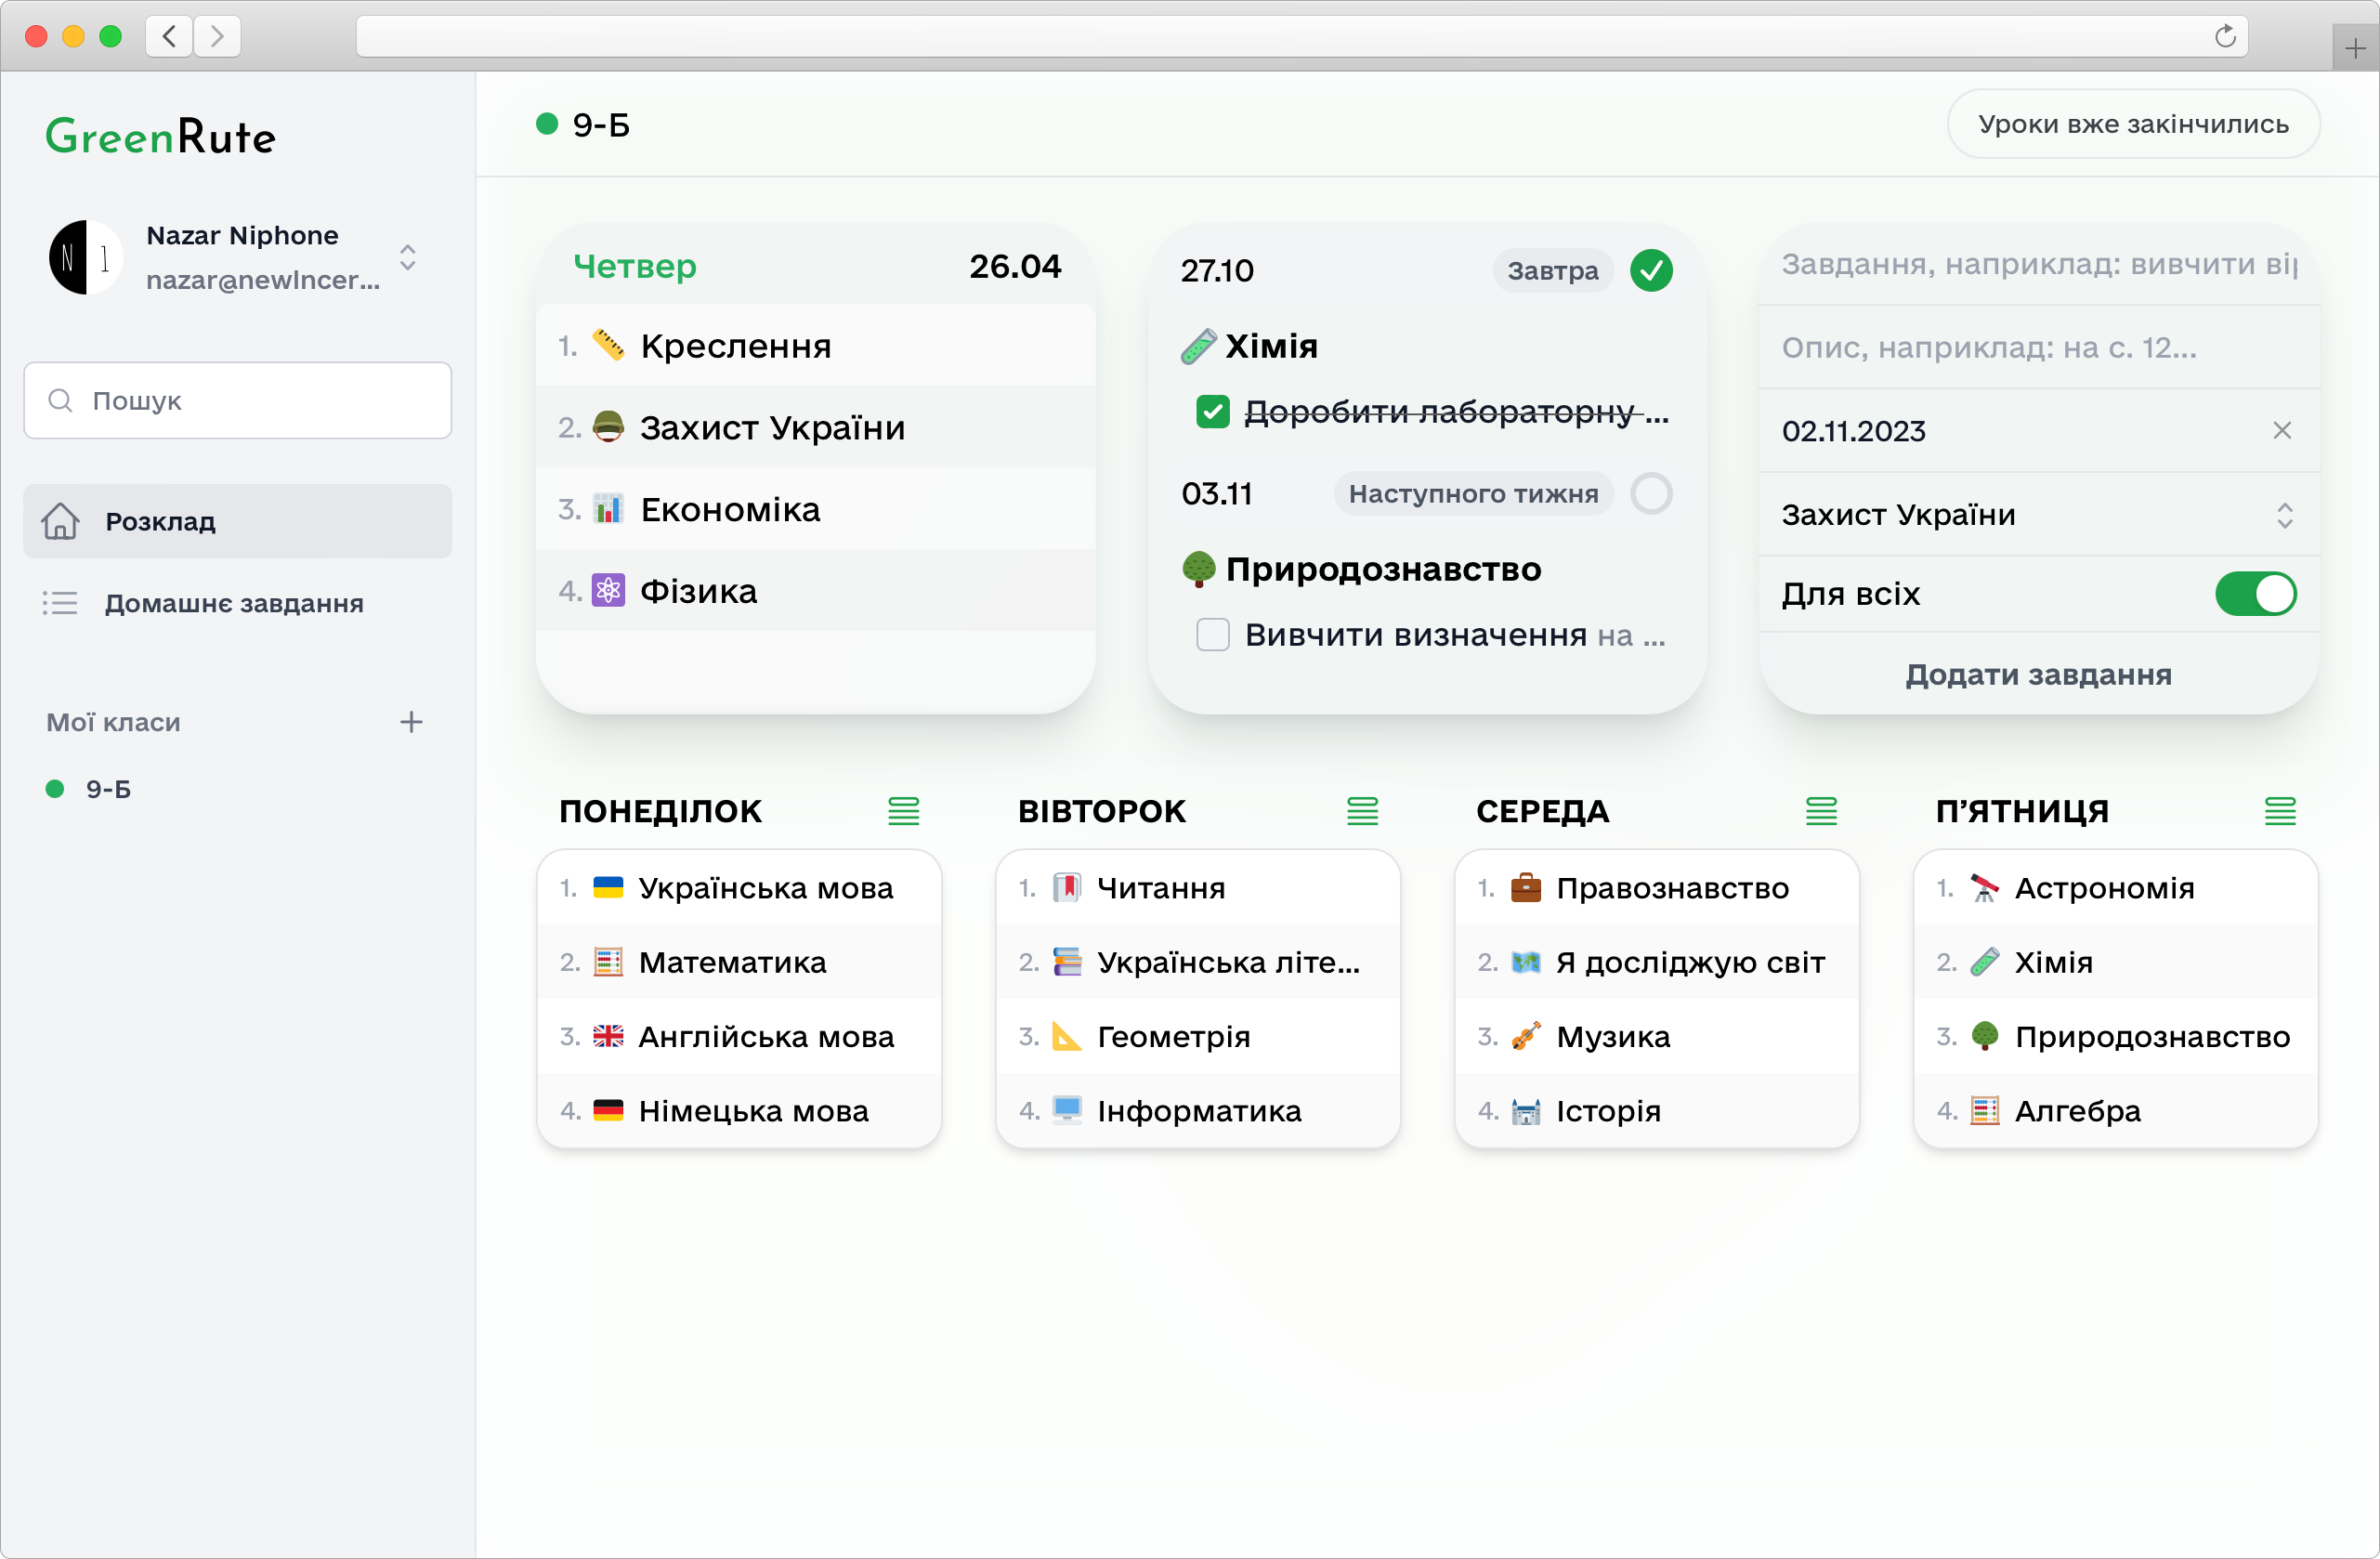 GreenRute
Nazar Niphone
nazar@newIncer...
Пошук
Розклад
Домашнє завдання
Мої класи
9-Б
9-Б
Уроки вже закінчились
Четвер 26.04
1. Креслення
2. Захист України
3. Економіка
4. Фізика
27.10 Завтра
Хімія
Доробити лабораторну -...
03.11 Наступного тижня
Природознавство
Вивчити визначення на ...
Завдання, наприклад: вивчити вір
Опис, наприклад: на с. 12...
02.11.2023
Захист України
Для всіх
Додати завдання
ПОНЕДІЛОК
1. Українська мова
2. Математика
3. Англійська мова
4. Німецька мова
ВІВТОРОК
1. Читання
2. Українська літе...
3. Геометрія
4. Інформатика
СЕРЕДА
1. Правознавство
2. Я досліджую світ
3. Музика
4. Історія
П’ЯТНИЦЯ
1. Астрономія
2. Хімія
3. Природознавство
4. Алгебра